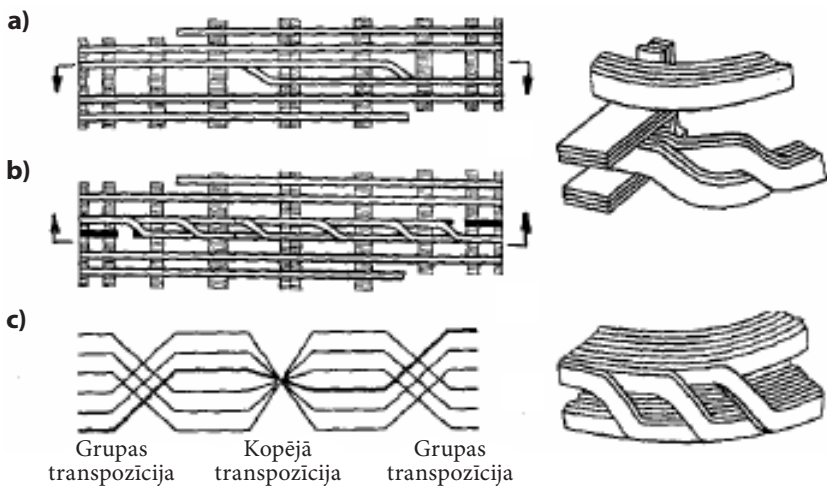 a)
b)
c)
Grupas
transpozīcija
Kopējā
transpozīcija
Grupas
transpozīcija